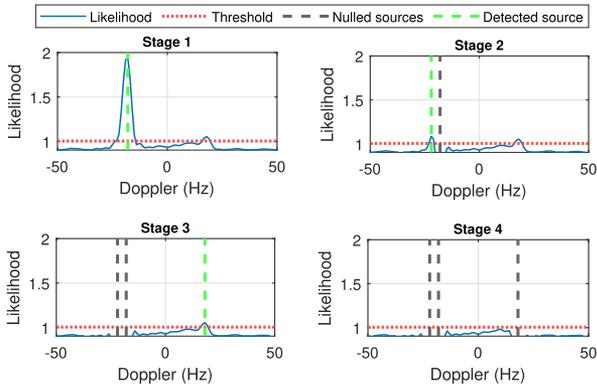 Likelihood Threshold Nulled sources Detected source
Stage 1 Stage 2
2 2
Likelihood 1.5 Likelihood 1.5
1 1
-50 0 50 -50 0 50
Doppler (Hz) Doppler (Hz)
Stage 3 Stage 4
2 2
Likelihood 1.5 Likelihood 1.5
1 1
-50 0 50 -50 0 50
Doppler (Hz) Doppler (Hz)